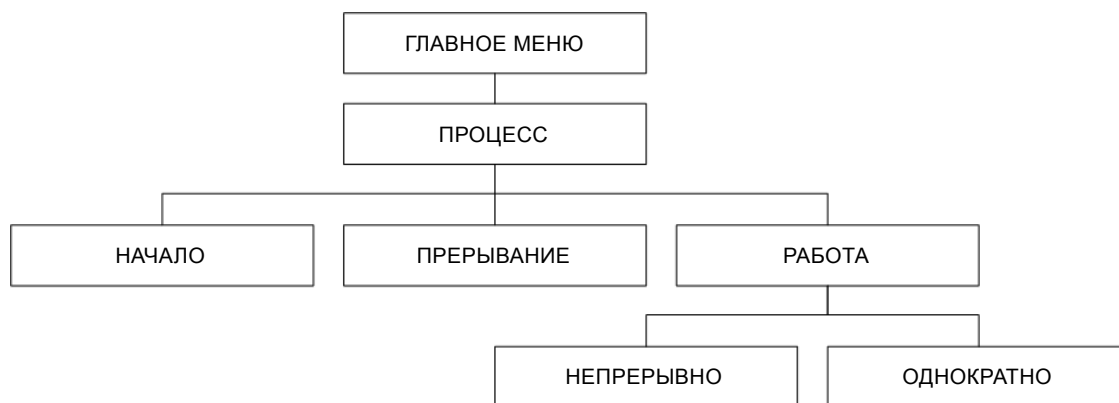 ГЛАВНОЕ МЕНЮ
ПРОЦЕСС
НАЧАЛО
ПРЕРЫВАНИЕ
РАБОТА
НЕПРЕРЫВНО
ОДНОКРАТНО